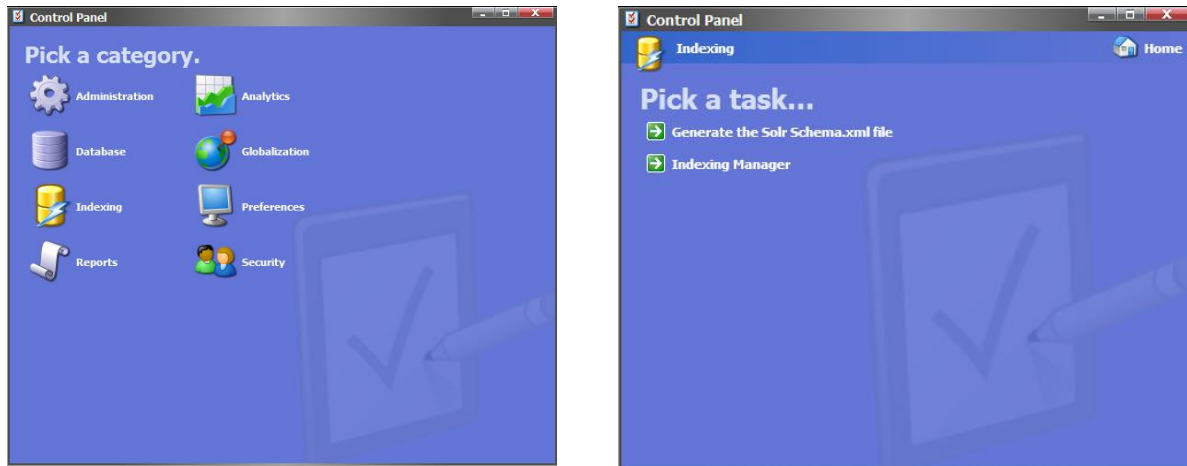 Control Panel
Pick a category.
Administration
Analytics
Database
Globalization
Indexing
Preferences
Reports
Security
Control Panel
Indexing
Home
Pick a task...
Generate the Solr Schema.xml file
Indexing Manager